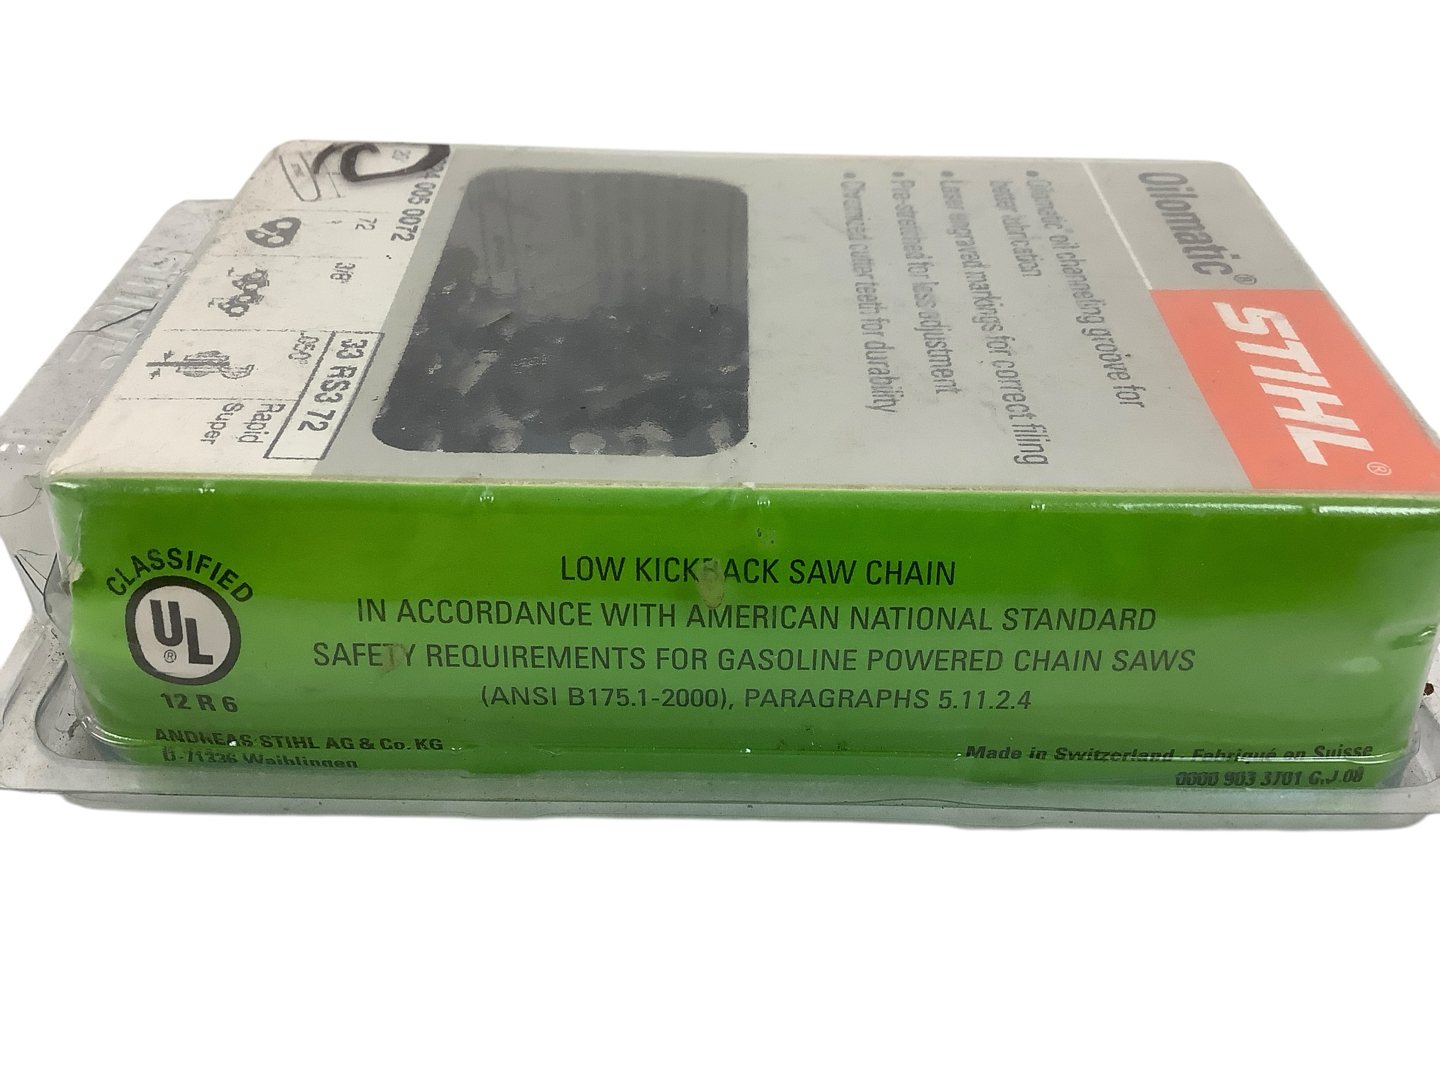 Oilomatic® STIHL®
• Oilomatic® oil channeling groove for
better lubrication
• Laser engraved markings for correct filing
• Pre-stretched for less adjustment
• Chromized cutter teeth for durability
005 0072
72
3/8"
.050"
33 RS3 72
Rapid
Super
CLASSIFIED
UL®
12 R 6
LOW KICKBACK SAW CHAIN
IN ACCORDANCE WITH AMERICAN NATIONAL STANDARD
SAFETY REQUIREMENTS FOR GASOLINE POWERED CHAIN SAWS
(ANSI B175.1-2000), PARAGRAPHS 5.11.2.4
ANDREAS STIHL AG & Co. KG
D-71336 Waiblingen
Made in Switzerland - Fabriqué en Suisse
0000 903 3701 G.J.08